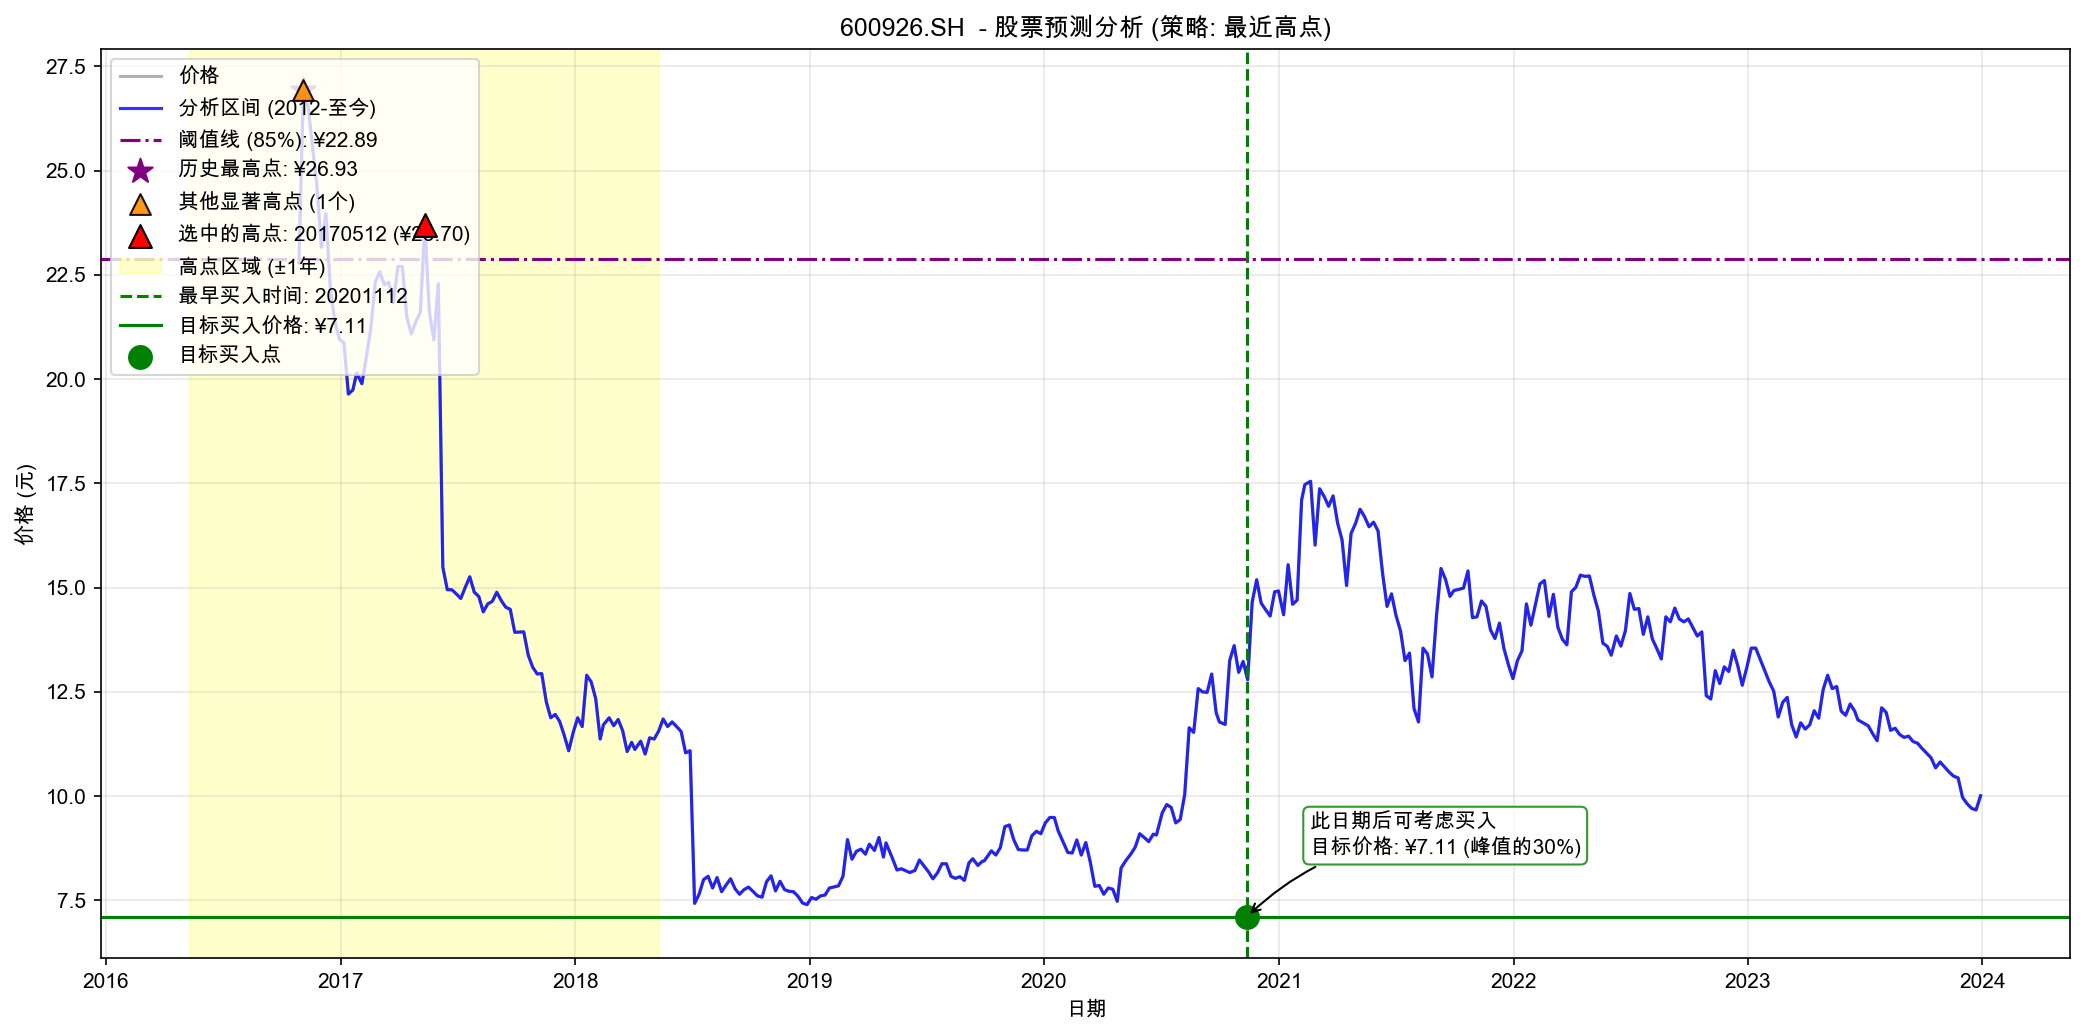 600926.SH - 股票预测分析 (策略: 最近高点)
价格 (元)
27.5
25.0
22.5
20.0
17.5
15.0
12.5
10.0
7.5
价格
分析区间 (2012-至今)
阈值线 (85%): ¥22.89
历史最高点: ¥26.93
其他显著高点 (1个)
选中的高点: 20170512 (¥23.70)
高点区域 (±1年)
最早买入时间: 20201112
目标买入价格: ¥7.11
目标买入点
此日期后可考虑买入
目标价格: ¥7.11 (峰值的30%)
2016
2017
2018
2019
2020
2021
2022
2023
2024
日期